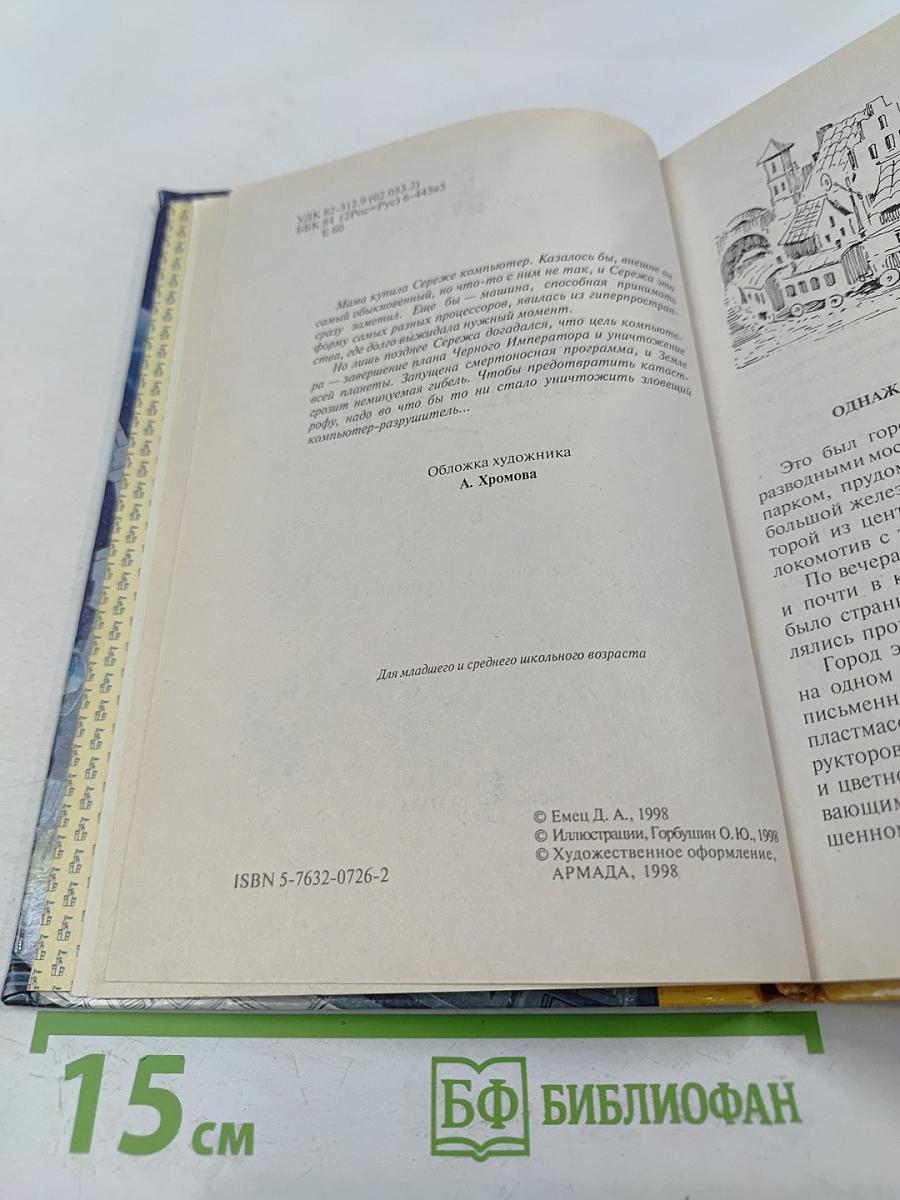 УДК 82-312.9 (02.053.2)
ББК 84 (2Рос=Рус) 6-445я5
Е 60
Мама купила Сереже компьютер. Казалось бы, внешне он
самый обыкновенный, но что-то с ним не так, и Сережа это
сразу заметил. Еще бы — машина, способная принимать
форму самых разных процессоров, явилась из гиперпростран-
ства, где долго выжидала нужный момент.
Но лишь позднее Сережа догадался, что цель компьюте-
ра — завершение плана Черного Императора и уничтожение
всей планеты. Запущена смертоносная программа, и Земле
грозит неминуемая гибель. Чтобы предотвратить катаст-
рофу, надо во что бы то ни стало уничтожить зловещий
компьютер-разрушитель...
Обложка художника
А. Хромова
Для младшего и среднего школьного возраста
© Емец Д. А., 1998
© Иллюстрации, Горбушин О. Ю., 1998
© Художественное оформление,
АРМАДА, 1998
ISBN 5-7632-0726-2
ОДНАЖ
Это был горо
разводными мос
парком, прудом
большой желез
торой из цент
локомотив с
По вечера
и почти в к
было стран
лялись про
Город э
на одном
письменн
пластмасс
рукторов
и цветно
вающим
шенном
15 см
БФ БИБЛИОФАН